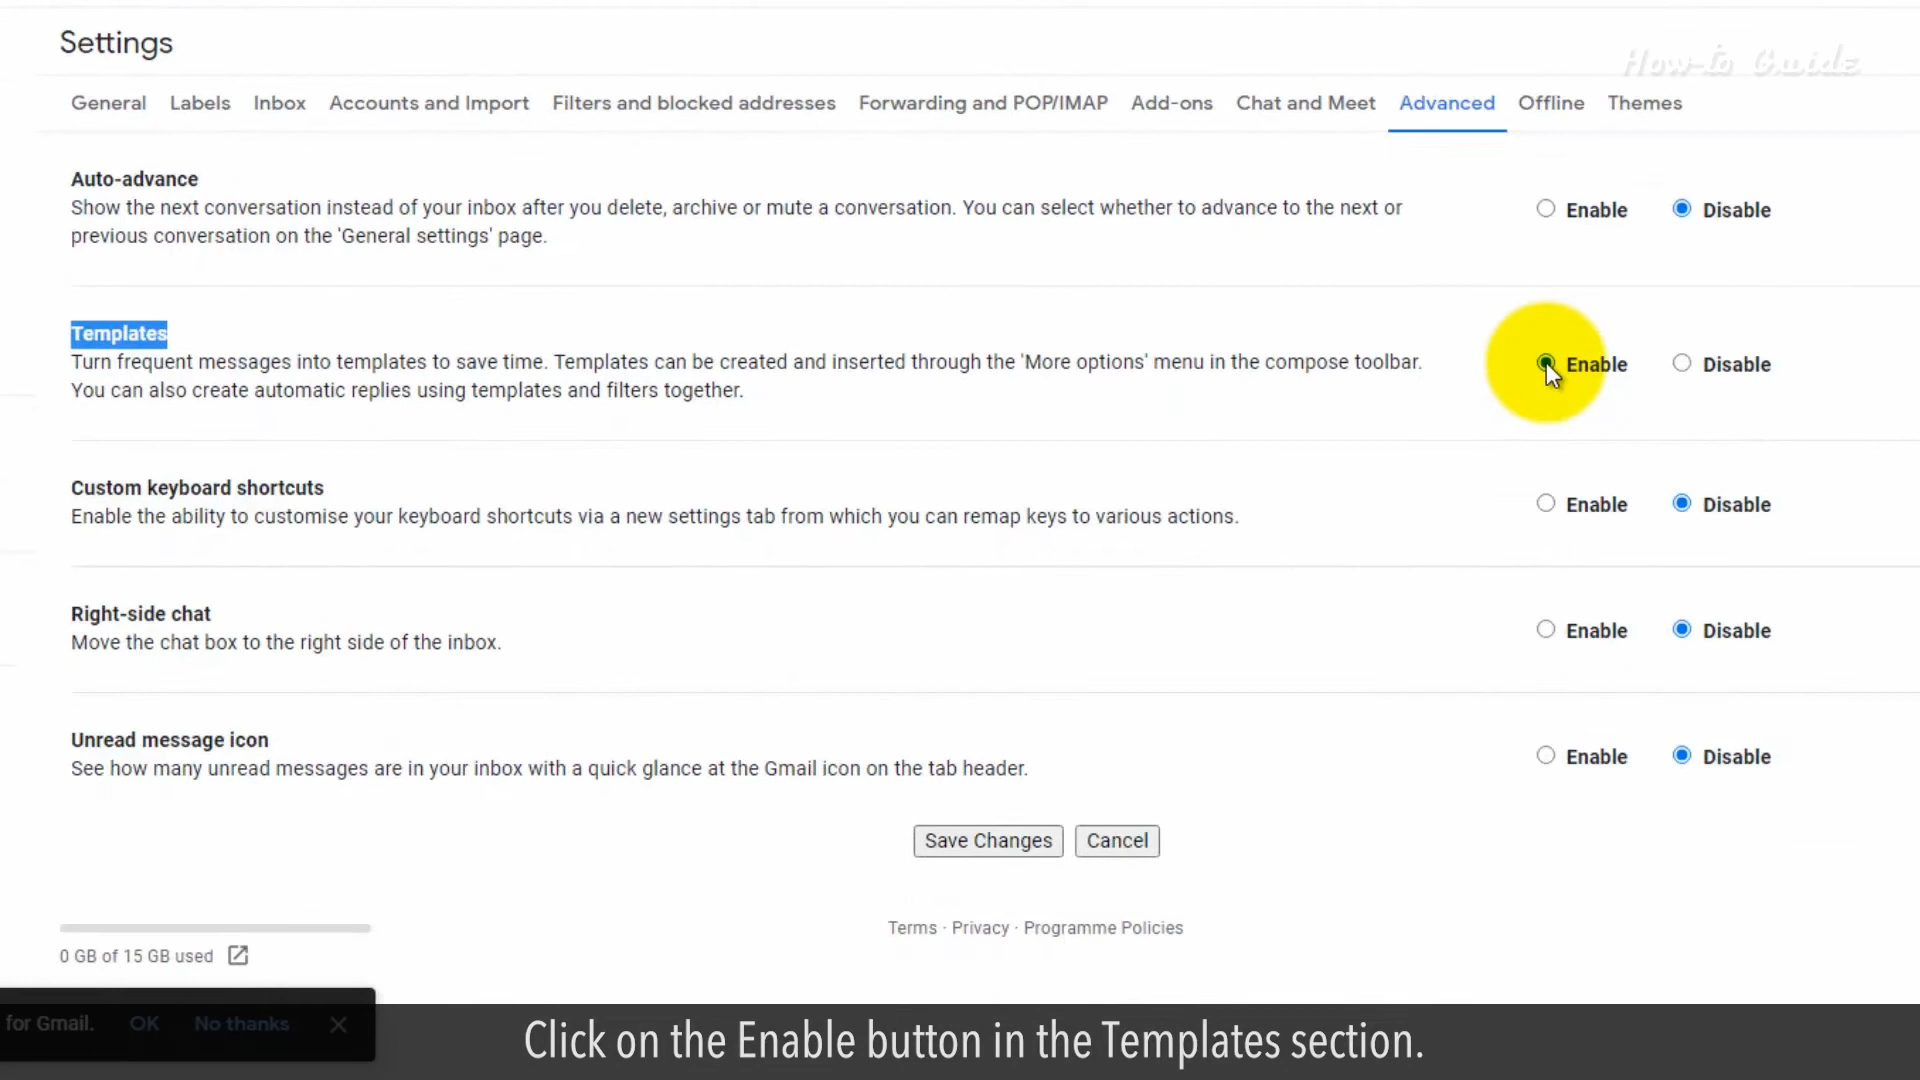 Settings
How-to Guide
General Labels Inbox Accounts and Import Filters and blocked addresses Forwarding and POP/IMAP Add-ons Chat and Meet Advanced Offline Themes
Auto-advance
Show the next conversation instead of your inbox after you delete, archive or mute a conversation. You can select whether to advance to the next or
previous conversation on the 'General settings' page.
Enable Disable
Templates
Turn frequent messages into templates to save time. Templates can be created and inserted through the 'More options' menu in the compose toolbar.
You can also create automatic replies using templates and filters together.
Enable Disable
Custom keyboard shortcuts
Enable the ability to customise your keyboard shortcuts via a new settings tab from which you can remap keys to various actions.
Enable Disable
Right-side chat
Move the chat box to the right side of the inbox.
Enable Disable
Unread message icon
See how many unread messages are in your inbox with a quick glance at the Gmail icon on the tab header.
Enable Disable
Save Changes Cancel
Terms · Privacy · Programme Policies
0 GB of 15 GB used
for Gmail. OK No thanks
Click on the Enable button in the Templates section.